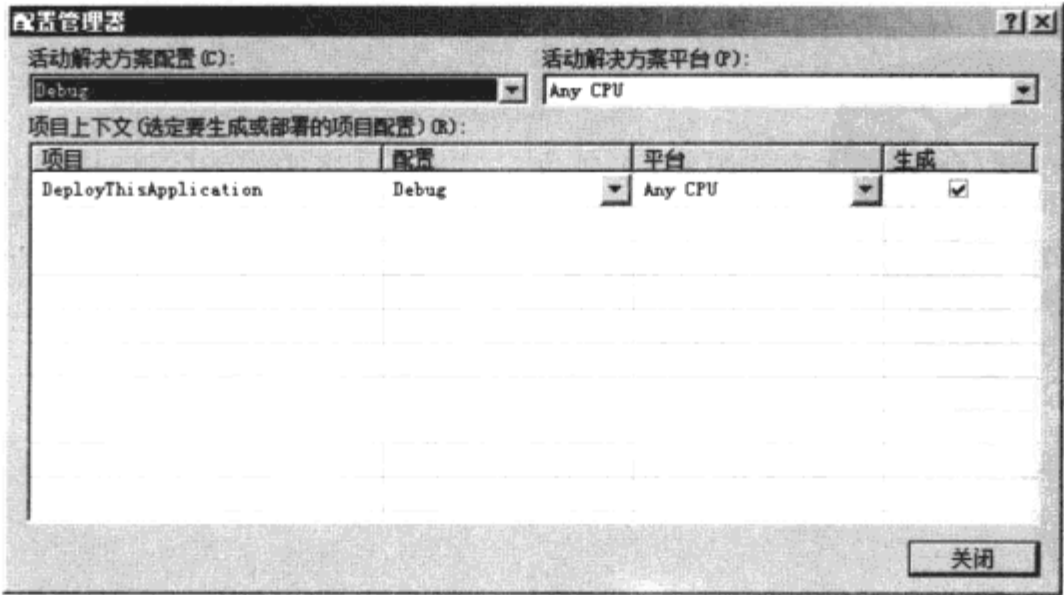 配置管理器
活动解决方案配置(C): 活动解决方案平台(P):
Debug Any CPU
项目上下文(选定要生成或部署的项目配置)(R):
项目 配置 平台 生成
DeployThisApplication Debug Any CPU
关闭